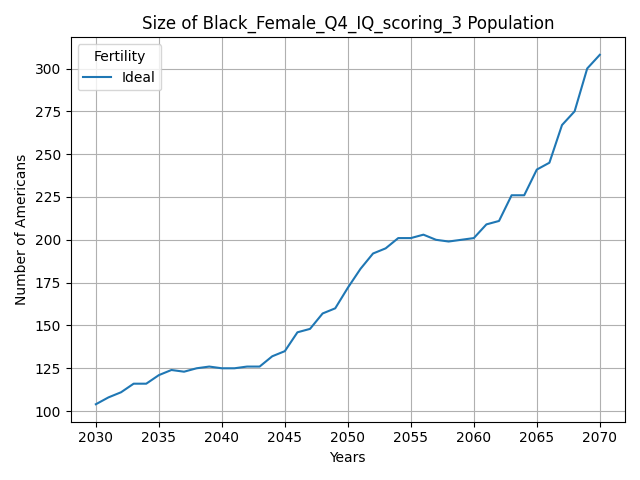 Size of Black_Female_Q4_IQ_scoring_3 Population
Fertility
Ideal
Number of Americans
300
275
250
225
200
175
150
125
100
2030 2035 2040 2045 2050 2055 2060 2065 2070
Years